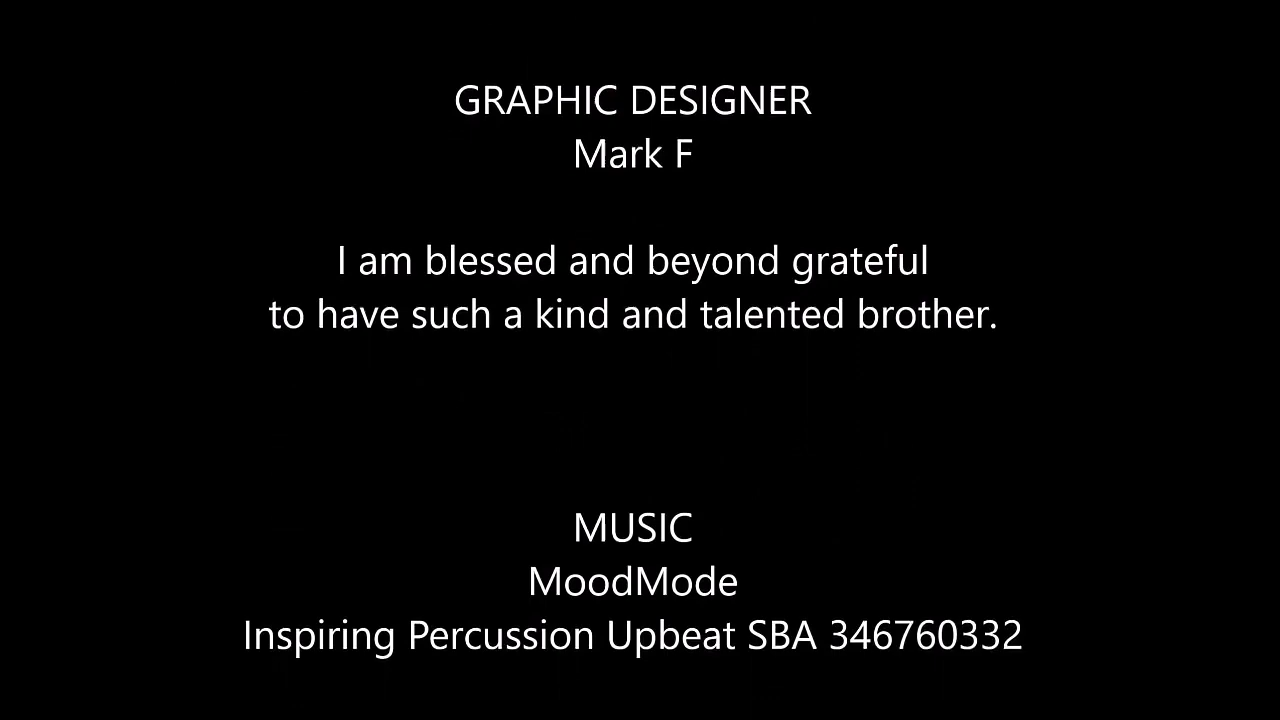 GRAPHIC DESIGNER
Mark F
I am blessed and beyond grateful
to have such a kind and talented brother.
MUSIC
MoodMode
Inspiring Percussion Upbeat SBA 346760332